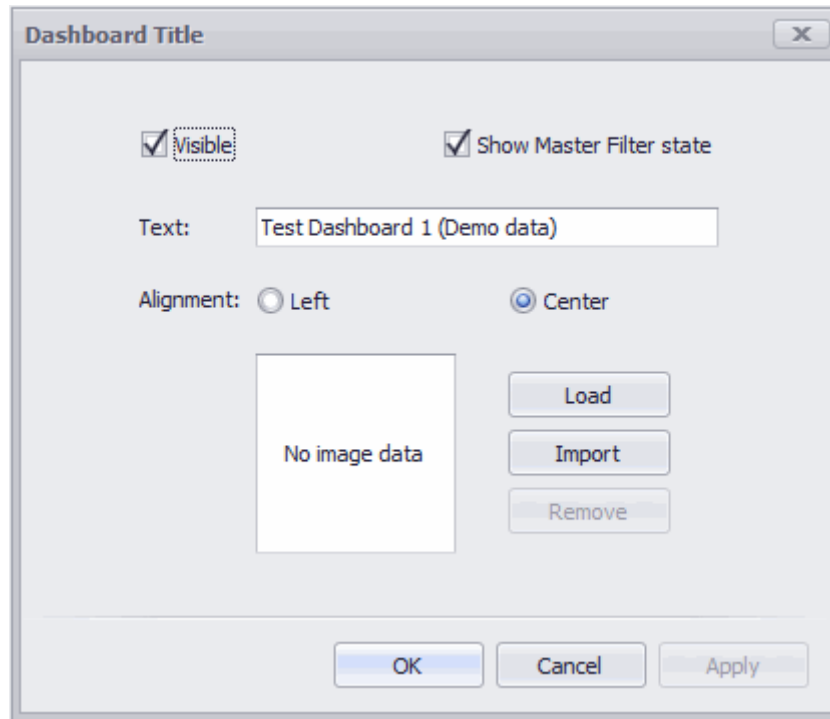 Dashboard Title
Visible
Show Master Filter state
Text:
Test Dashboard 1 (Demo data)
Alignment:
Left
Center
No image data
Load
Import
Remove
OK
Cancel
Apply